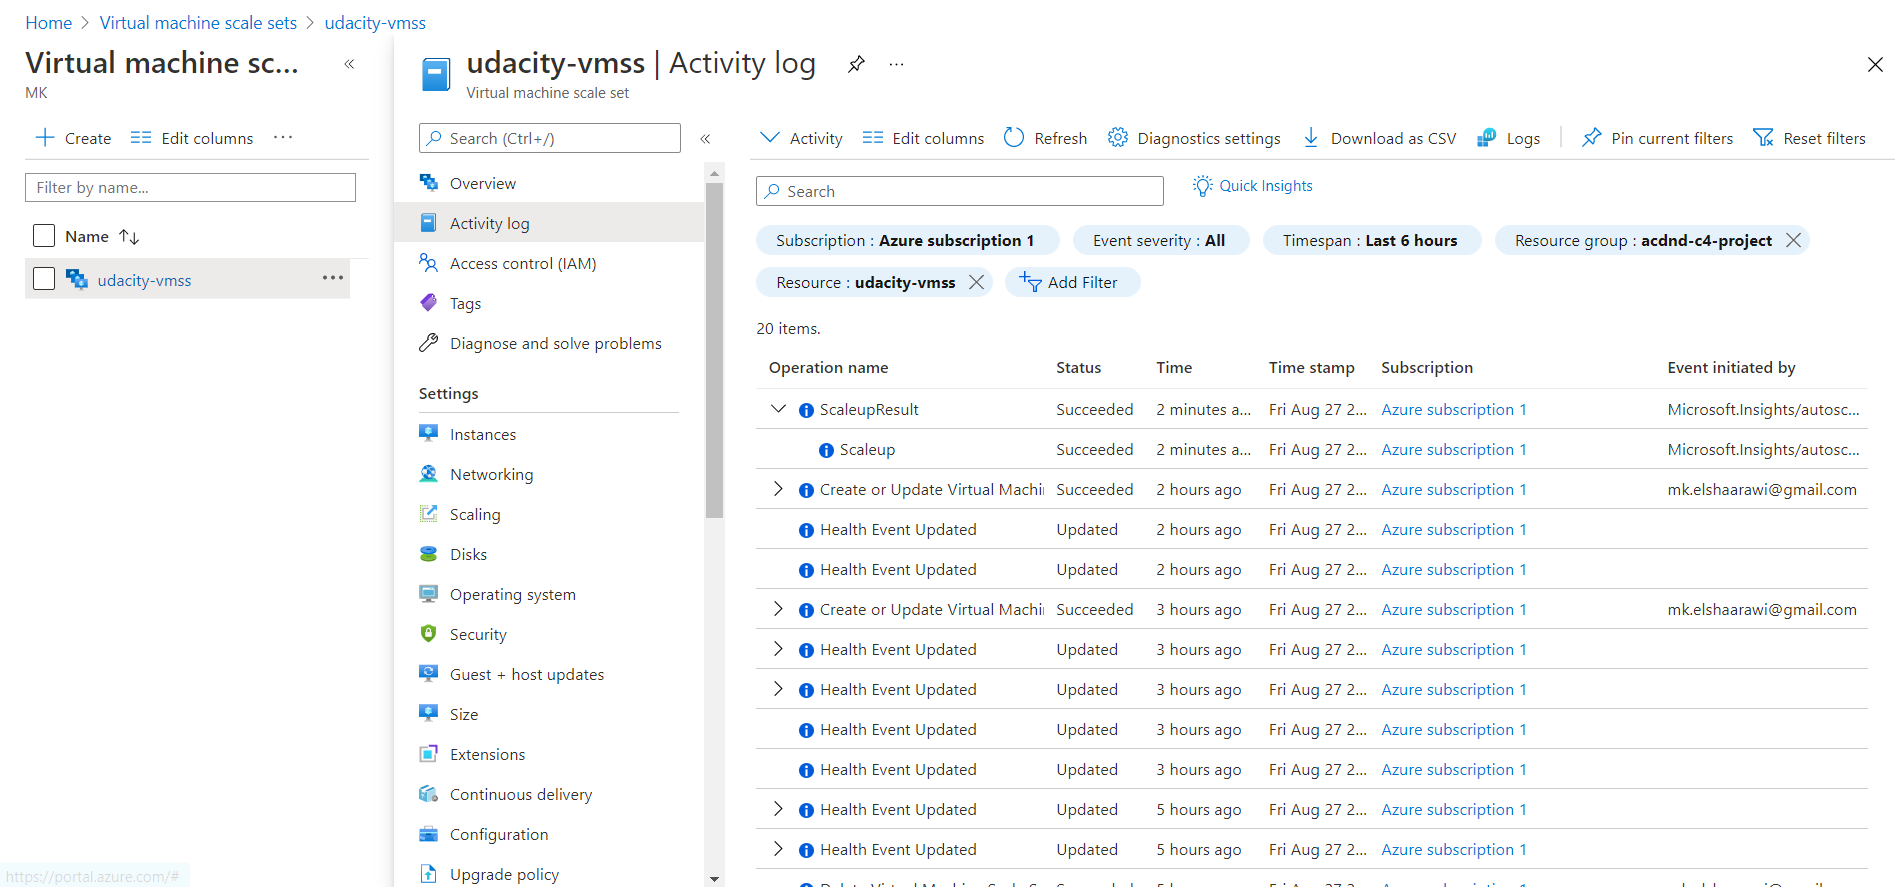 Home > Virtual machine scale sets > udacity-vmss
Virtual machine sc...
«
MK
Create
Edit columns
...
Filter by name...
Name ↑↓
udacity-vmss
...
udacity-vmss | Activity log
...
Virtual machine scale set
Search (Ctrl+/)
«
Overview
Activity log
Access control (IAM)
Tags
Diagnose and solve problems
Settings
Instances
Networking
Scaling
Disks
Operating system
Security
Guest + host updates
Size
Extensions
Continuous delivery
Configuration
Upgrade policy
Activity
Edit columns
Refresh
Diagnostics settings
Download as CSV
Logs
Pin current filters
Reset filters
Search
Quick Insights
Subscription : Azure subscription 1
Event severity : All
Timespan : Last 6 hours
Resource group : acdnd-c4-project
Resource : udacity-vmss
Add Filter
20 items.
Operation name Status Time Time stamp Subscription Event initiated by
ScaleupResult Succeeded 2 minutes a... Fri Aug 27 2... Azure subscription 1 Microsoft.Insights/autosc...
Scaleup Succeeded 2 minutes a... Fri Aug 27 2... Azure subscription 1 Microsoft.Insights/autosc...
Create or Update Virtual Machi Succeeded 2 hours ago Fri Aug 27 2... Azure subscription 1 mk.elshaarawi@gmail.com
Health Event Updated Updated 2 hours ago Fri Aug 27 2... Azure subscription 1
Health Event Updated Updated 2 hours ago Fri Aug 27 2... Azure subscription 1
Create or Update Virtual Machi Succeeded 3 hours ago Fri Aug 27 2... Azure subscription 1 mk.elshaarawi@gmail.com
Health Event Updated Updated 3 hours ago Fri Aug 27 2... Azure subscription 1
Health Event Updated Updated 3 hours ago Fri Aug 27 2... Azure subscription 1
Health Event Updated Updated 3 hours ago Fri Aug 27 2... Azure subscription 1
Health Event Updated Updated 3 hours ago Fri Aug 27 2... Azure subscription 1
Health Event Updated Updated 5 hours ago Fri Aug 27 2... Azure subscription 1
Health Event Updated Updated 5 hours ago Fri Aug 27 2... Azure subscription 1
https://portal.azure.com/#